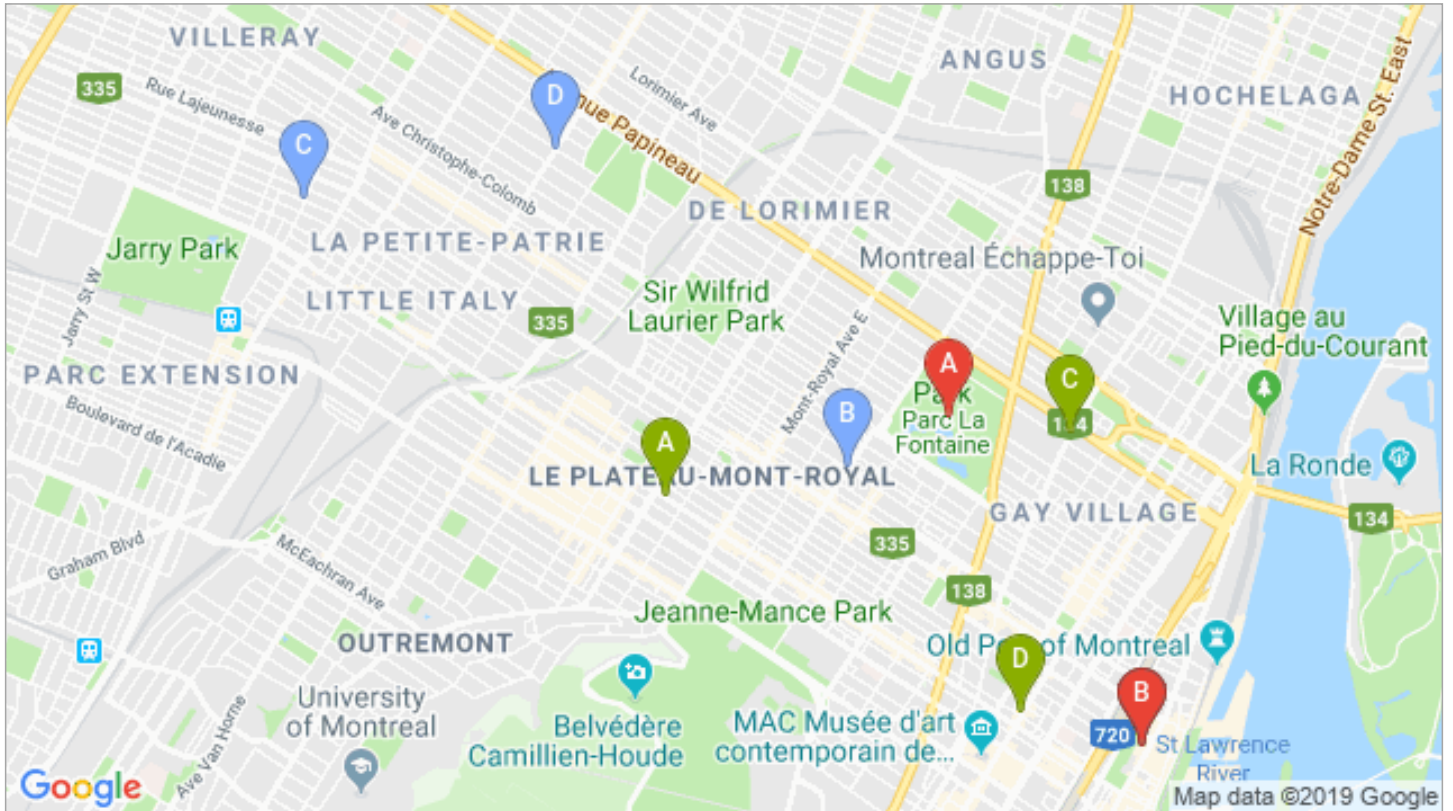 VILLERAY
ANGUS
335
D
Lorimier Ave
HOCHELAGA
Rue Lajeunesse
Ave Christophe-Colomb
nue Papineau
Notre-Dame St. East
C
138
DE LORIMIER
Jarry Park
LA PETITE-PATRIE
Montreal Échappe-Toi
LITTLE ITALY
Sir Wilfrid
Laurier Park
Jarry St W
335
Mont-Royal Ave E
Village au
Pied-du-Courant
PARC EXTENSION
A
C
Park
Parc La
Fontaine
B
134
Boulevard de l'Acadie
A
LE PLATEAU-MONT-ROYAL
La Ronde
GAY VILLAGE
134
335
Graham Blvd
McEachran Ave
138
Jeanne-Mance Park
OUTREMONT
Old Port of Montreal
D
University
of Montreal
B
Belvédère
Camillien-Houde
MAC Musée d'art
contemporain de...
720
St Lawrence
River
Ave Van Horne
Google
Map data ©2019 Google